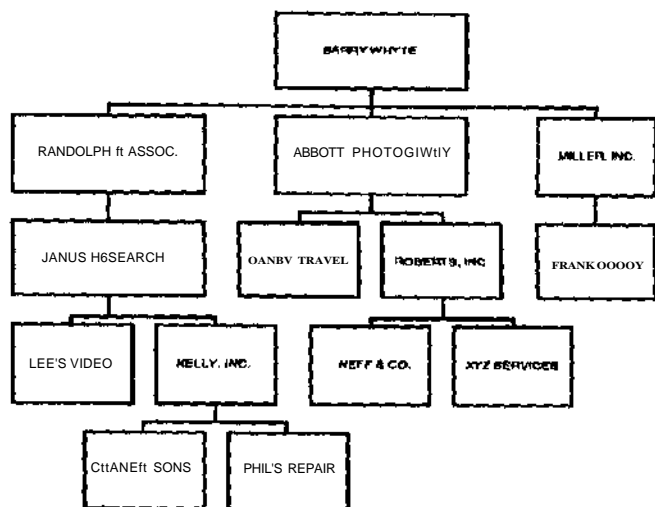 BARRY WHYTE
RANDOLPH ft ASSOC.
ABBOTT PHOTOGIWtlY
MILLER, INC.
JANUS H6SEARCH
OANBV TRAVEL
ROBERTS, INC
FRANK OOOOY
LEE'S VIDEO
KELLY, INC.
NEFF & CO.
XYZ SERVICES
CttANEft SONS
PHIL'S REPAIR